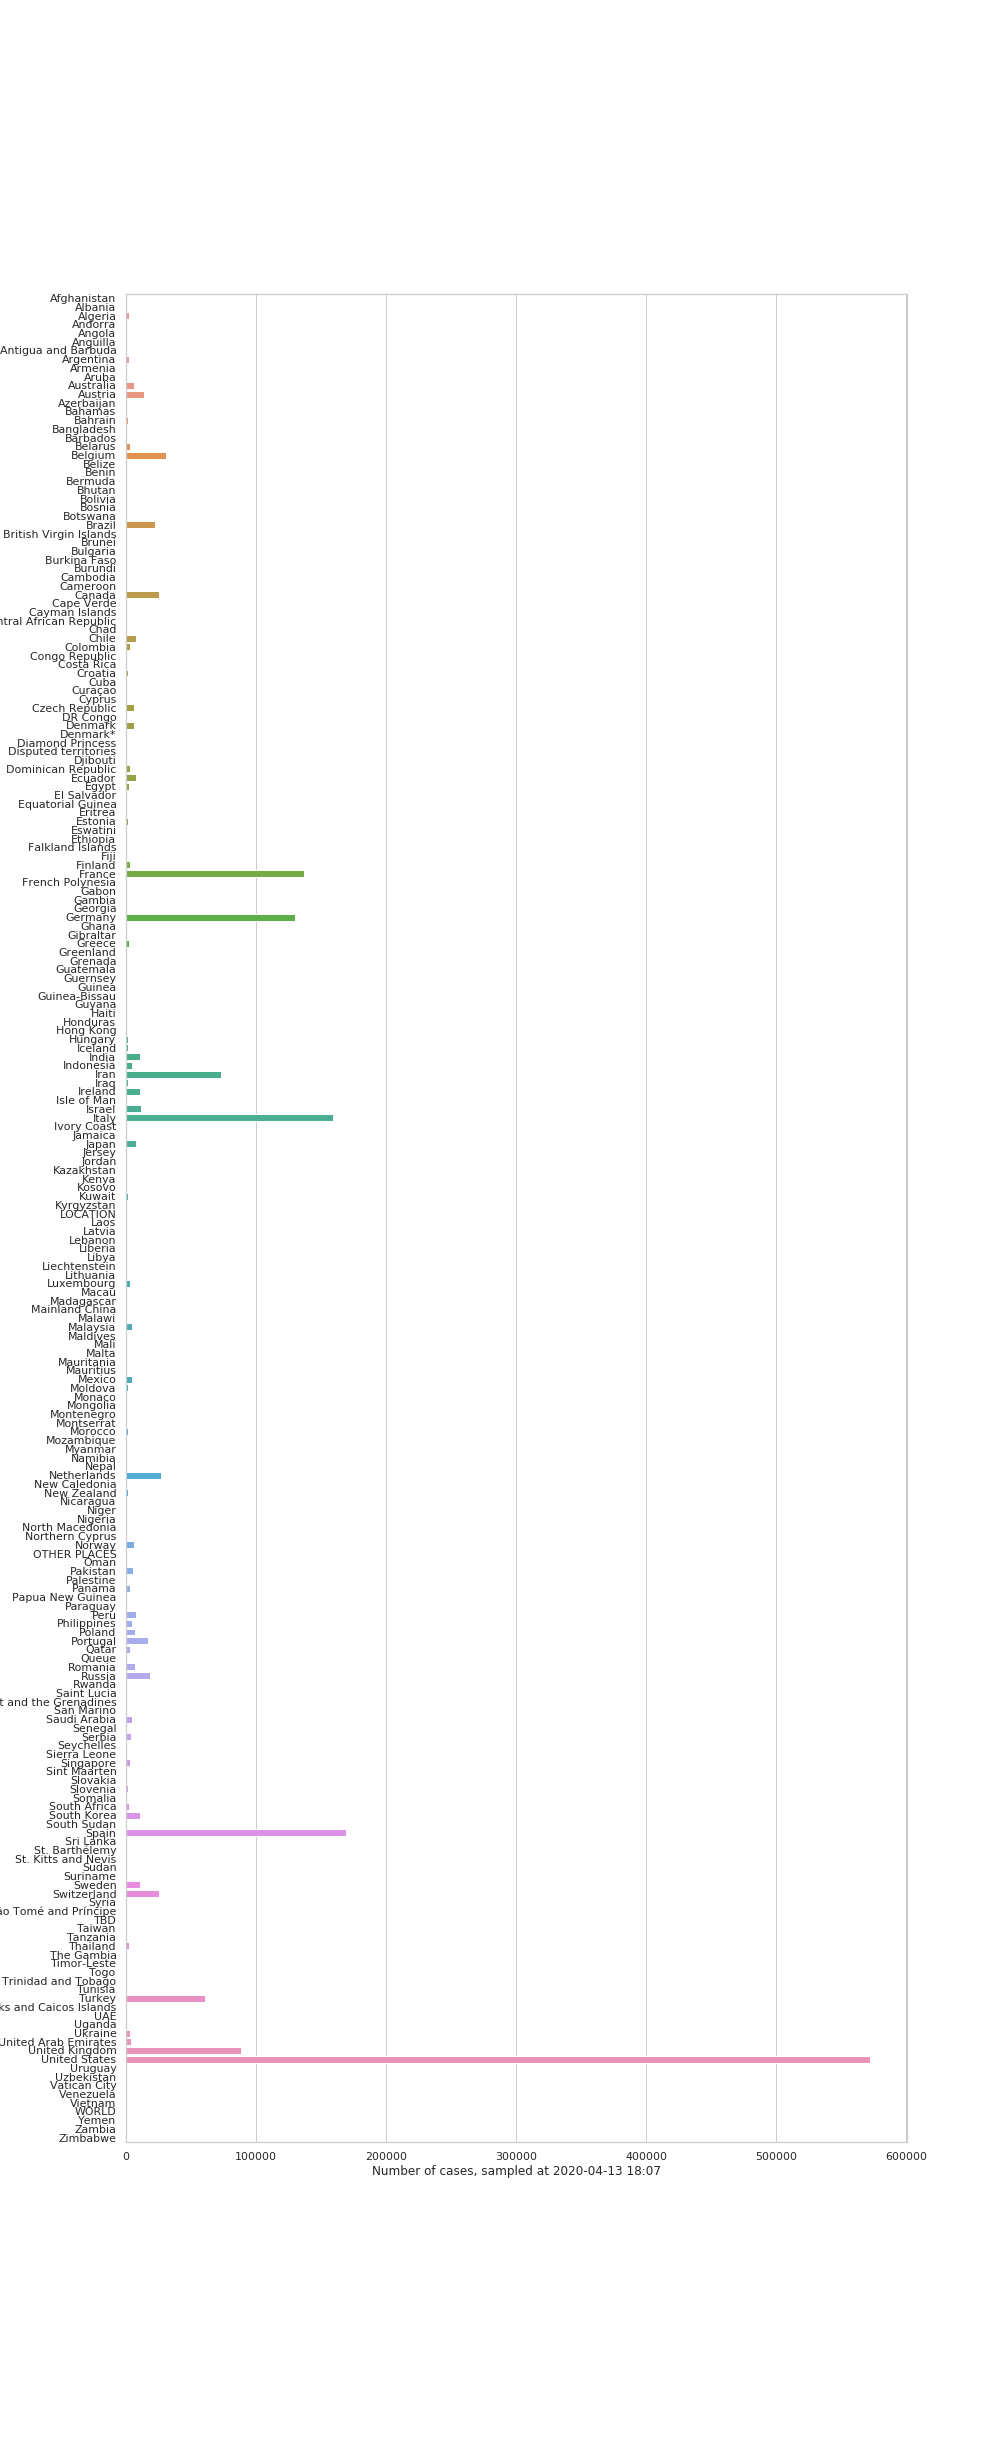 Afghanistan
Albania
Algeria
Andorra
Angola
Anguilla
Antigua and Barbuda
Argentina
Armenia
Aruba
Australia
Austria
Azerbaijan
Bahamas
Bahrain
Bangladesh
Barbados
Belarus
Belgium
Belize
Benin
Bermuda
Bhutan
Bolivia
Bosnia
Botswana
Brazil
British Virgin Islands
Brunei
Bulgaria
Burkina Faso
Burundi
Cambodia
Cameroon
Canada
Cape Verde
Cayman Islands
ntral African Republic
Chad
Chile
Colombia
Congo Republic
Costa Rica
Croatia
Cuba
Curaçao
Cyprus
Czech Republic
DR Congo
Denmark
Denmark*
Diamond Princess
Disputed territories
Djibouti
Dominican Republic
Ecuador
Egypt
El Salvador
Equatorial Guinea
Eritrea
Estonia
Eswatini
Ethiopia
Falkland Islands
Fiji
Finland
France
French Polynesia
Gabon
Gambia
Georgia
Germany
Ghana
Gibraltar
Greece
Greenland
Grenada
Guatemala
Guernsey
Guinea
Guinea-Bissau
Guyana
Haiti
Honduras
Hong Kong
Hungary
Iceland
India
Indonesia
Iran
Iraq
Ireland
Isle of Man
Israel
Italy
Ivory Coast
Jamaica
Japan
Jersey
Jordan
Kazakhstan
Kenya
Kosovo
Kuwait
Kyrgyzstan
LOCATION
Laos
Latvia
Lebanon
Liberia
Libya
Liechtenstein
Lithuania
Luxembourg
Macau
Madagascar
Mainland China
Malawi
Malaysia
Maldives
Mali
Malta
Mauritania
Mauritius
Mexico
Moldova
Monaco
Mongolia
Montenegro
Montserrat
Morocco
Mozambique
Myanmar
Namibia
Nepal
Netherlands
New Caledonia
New Zealand
Nicaragua
Niger
Nigeria
North Macedonia
Northern Cyprus
Norway
OTHER PLACES
Oman
Pakistan
Palestine
Panama
Papua New Guinea
Paraguay
Peru
Philippines
Poland
Portugal
Qatar
Queue
Romania
Russia
Rwanda
Saint Lucia
t and the Grenadines
San Marino
Saudi Arabia
Senegal
Serbia
Seychelles
Sierra Leone
Singapore
Sint Maarten
Slovakia
Slovenia
Somalia
South Africa
South Korea
South Sudan
Spain
Sri Lanka
St. Barthélemy
St. Kitts and Nevis
Sudan
Suriname
Sweden
Switzerland
Syria
ão Tomé and Príncipe
TBD
Taiwan
Tanzania
Thailand
The Gambia
Timor-Leste
Togo
Trinidad and Tobago
Tunisia
Turkey
ks and Caicos Islands
UAE
Uganda
Ukraine
United Arab Emirates
United Kingdom
United States
Uruguay
Uzbekistan
Vatican City
Venezuela
Vietnam
WORLD
Yemen
Zambia
Zimbabwe
0 100000 200000 300000 400000 500000 600000
Number of cases, sampled at 2020-04-13 18:07